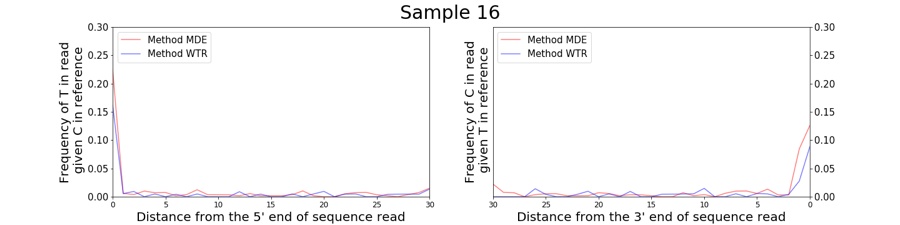 Sample 16
Frequency of T in read
given C in reference
0.30
0.25
0.20
0.15
0.10
0.05
0.00
Method MDE
Method WTR
0 5 10 15 20 25 30
Distance from the 5' end of sequence read
Frequency of C in read
given T in reference
Method MDE
Method WTR
0.30
0.25
0.20
0.15
0.10
0.05
0.00
30 25 20 15 10 5 0
Distance from the 3' end of sequence read